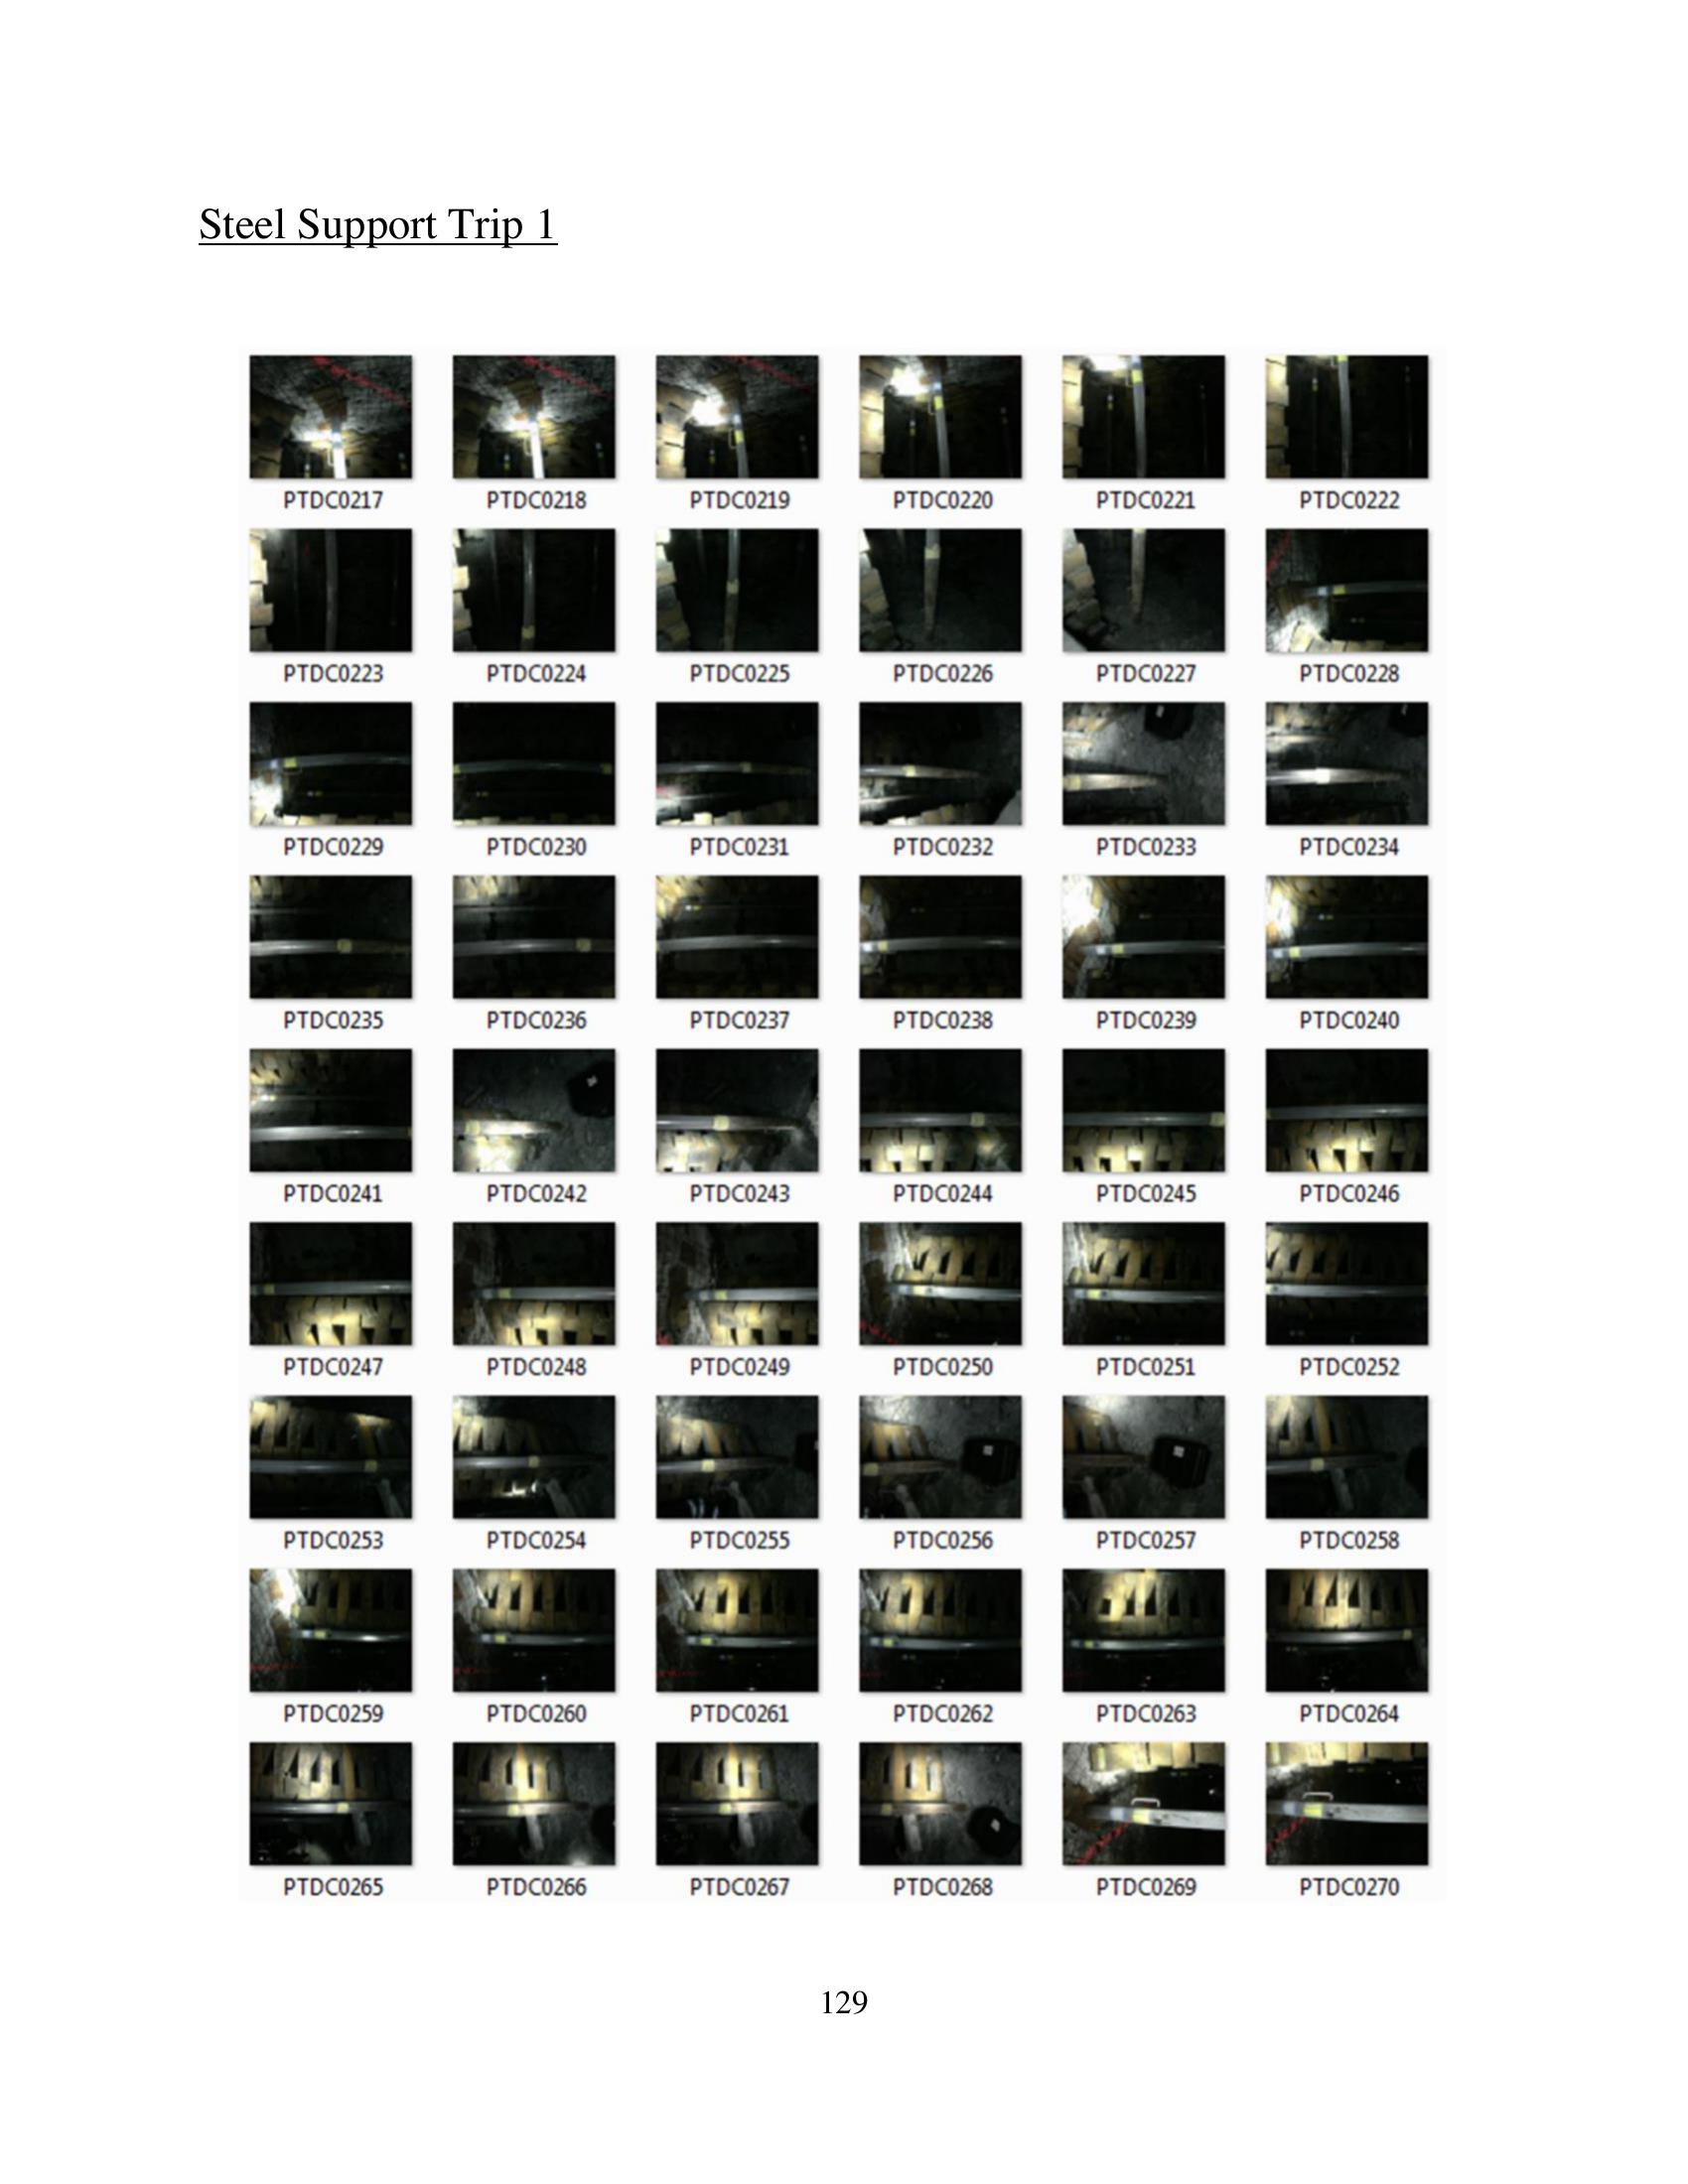 Steel Support Trip 1
PTDC0217 PTDC0218 PTDC0219 PTDC0220 PTDC0221 PTDC0222
PTDC0223 PTDC0224 PTDC0225 PTDC0226 PTDC0227 PTDC0228
PTDC0229 PTDC0230 PTDC0231 PTDC0232 PTDC0233 PTDC0234
PTDC0235 PTDC0236 PTDC0237 PTDC0238 PTDC0239 PTDC0240
PTDC0241 PTDC0242 PTDC0243 PTDC0244 PTDC0245 PTDC0246
PTDC0247 PTDC0248 PTDC0249 PTDC0250 PTDC0251 PTDC0252
PTDC0253 PTDC0254 PTDC0255 PTDC0256 PTDC0257 PTDC0258
PTDC0259 PTDC0260 PTDC0261 PTDC0262 PTDC0263 PTDC0264
PTDC0265 PTDC0266 PTDC0267 PTDC0268 PTDC0269 PTDC0270
129